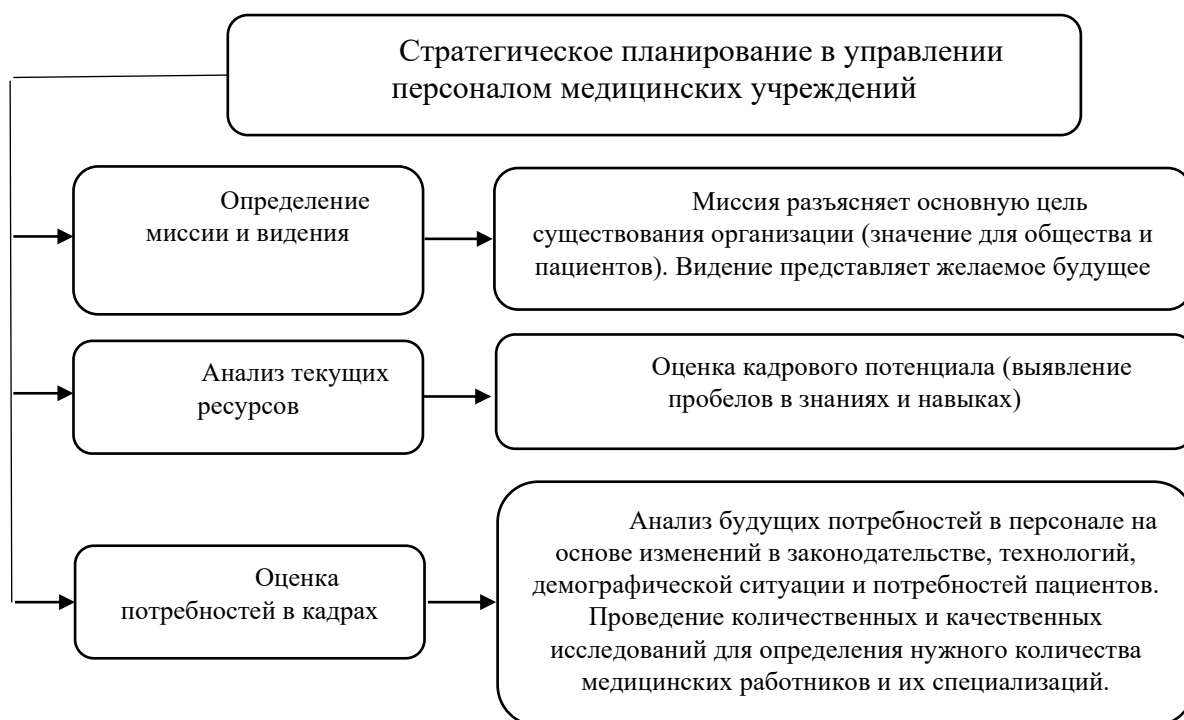 Стратегическое планирование в управлении
персоналом медицинских учреждений
Определение
миссии и видения
Миссия разъясняет основную цель
существования организации (значение для общества и
пациентов). Видение представляет желаемое будущее
Анализ текущих
ресурсов
Оценка кадрового потенциала (выявление
пробелов в знаниях и навыках)
Оценка
потребностей в кадрах
Анализ будущих потребностей в персонале на
основе изменений в законодательстве, технологий,
демографической ситуации и потребностей пациентов.
Проведение количественных и качественных
исследований для определения нужного количества
медицинских работников и их специализаций.